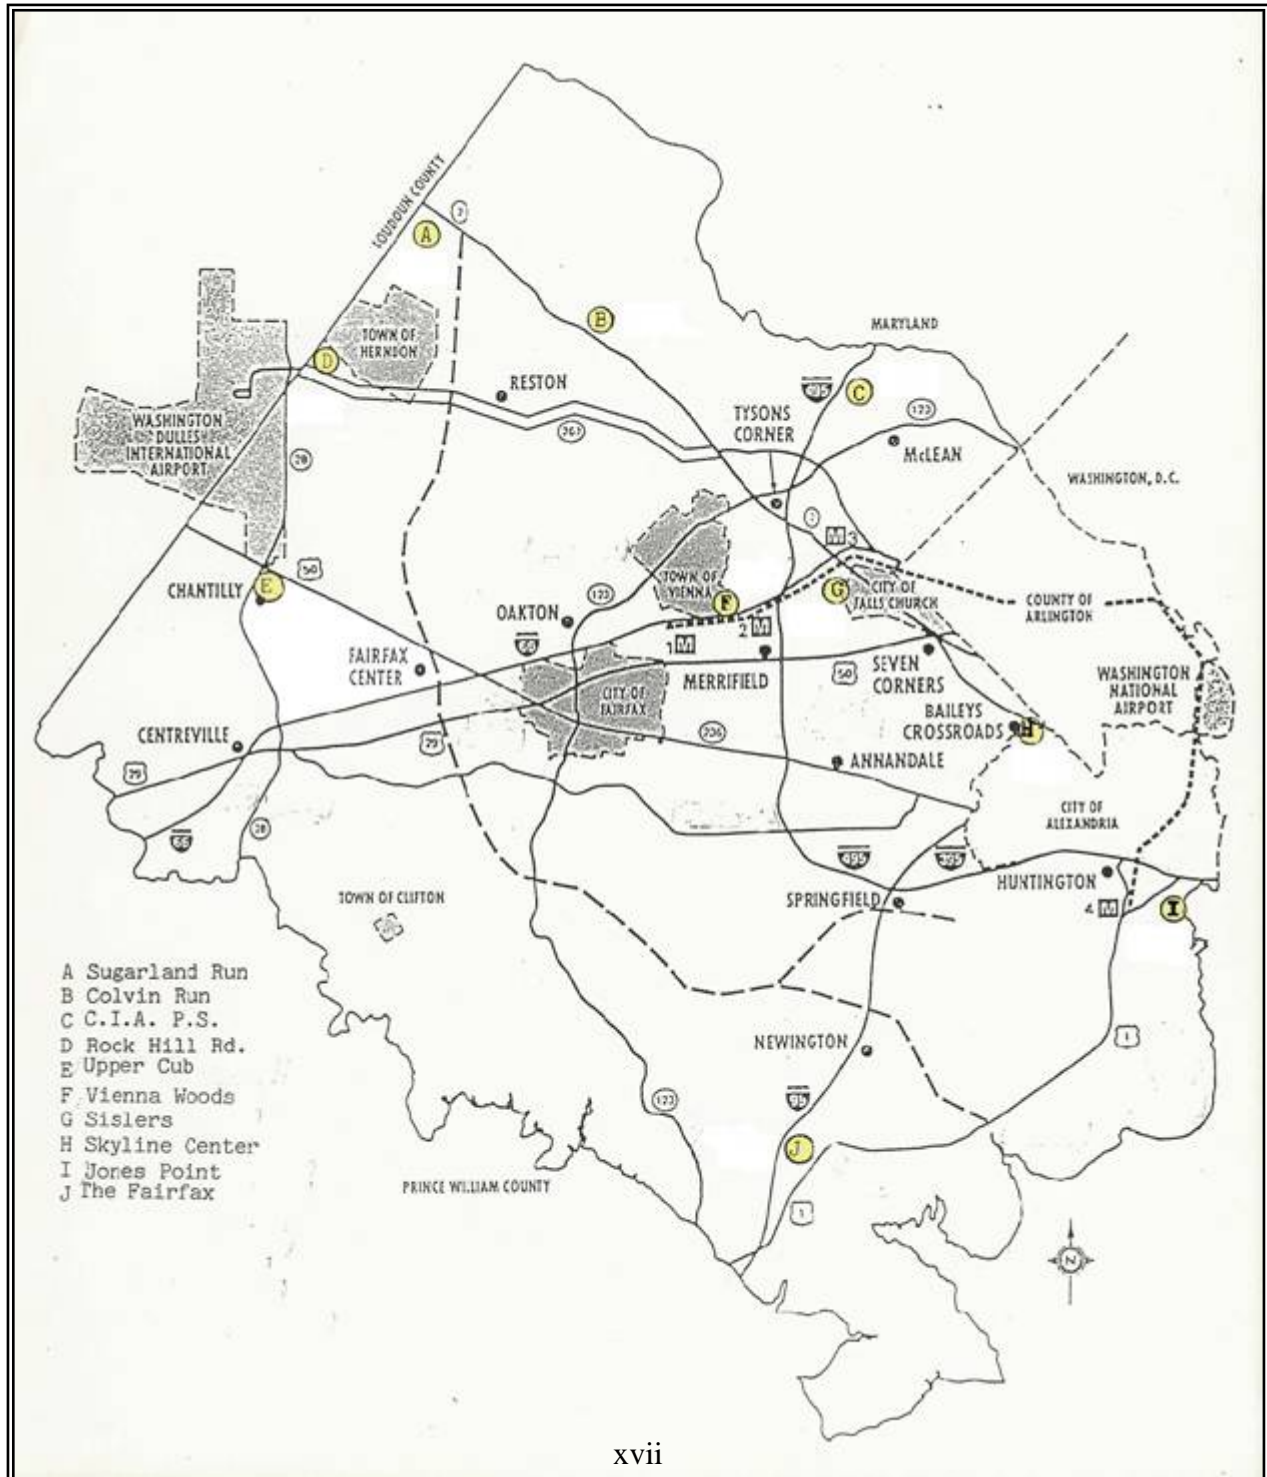 LOUDOUN COUNTY
7
A
B
TOWN OF
HERNDON
D
MARYLAND
RESTON
495
C
WASHINGTON
DULLES
INTERNATIONAL
AIRPORT
267
TYSONS
CORNER
123
McLEAN
28
WASHINGTON, D.C.
7
M 3
50
CHANTILLY
E
TOWN OF
VIENNA
F
G
CITY OF
FALLS CHURCH
123
OAKTON
COUNTY OF
ARLINGTON
1 M
2 M
66
FAIRFAX
CENTER
MERRIFIELD
50
SEVEN
CORNERS
WASHINGTON
NATIONAL
AIRPORT
CITY OF
FAIRFAX
BAILEYS
CROSSROADS
H
CENTREVILLE
29
236
ANNANDALE
29
CITY OF
ALEXANDRIA
28
66
495
395
HUNTINGTON
TOWN OF CLIFTON
SPRINGFIELD
4 M
I
A Sugarland Run
B Colvin Run
C C.I.A. P.S.
D Rock Hill Rd.
E Upper Cub
F Vienna Woods
G Sislers
H Skyline Center
I Jones Point
J The Fairfax
NEWINGTON
1
123
95
J
PRINCE WILLIAM COUNTY
1
N
xvii